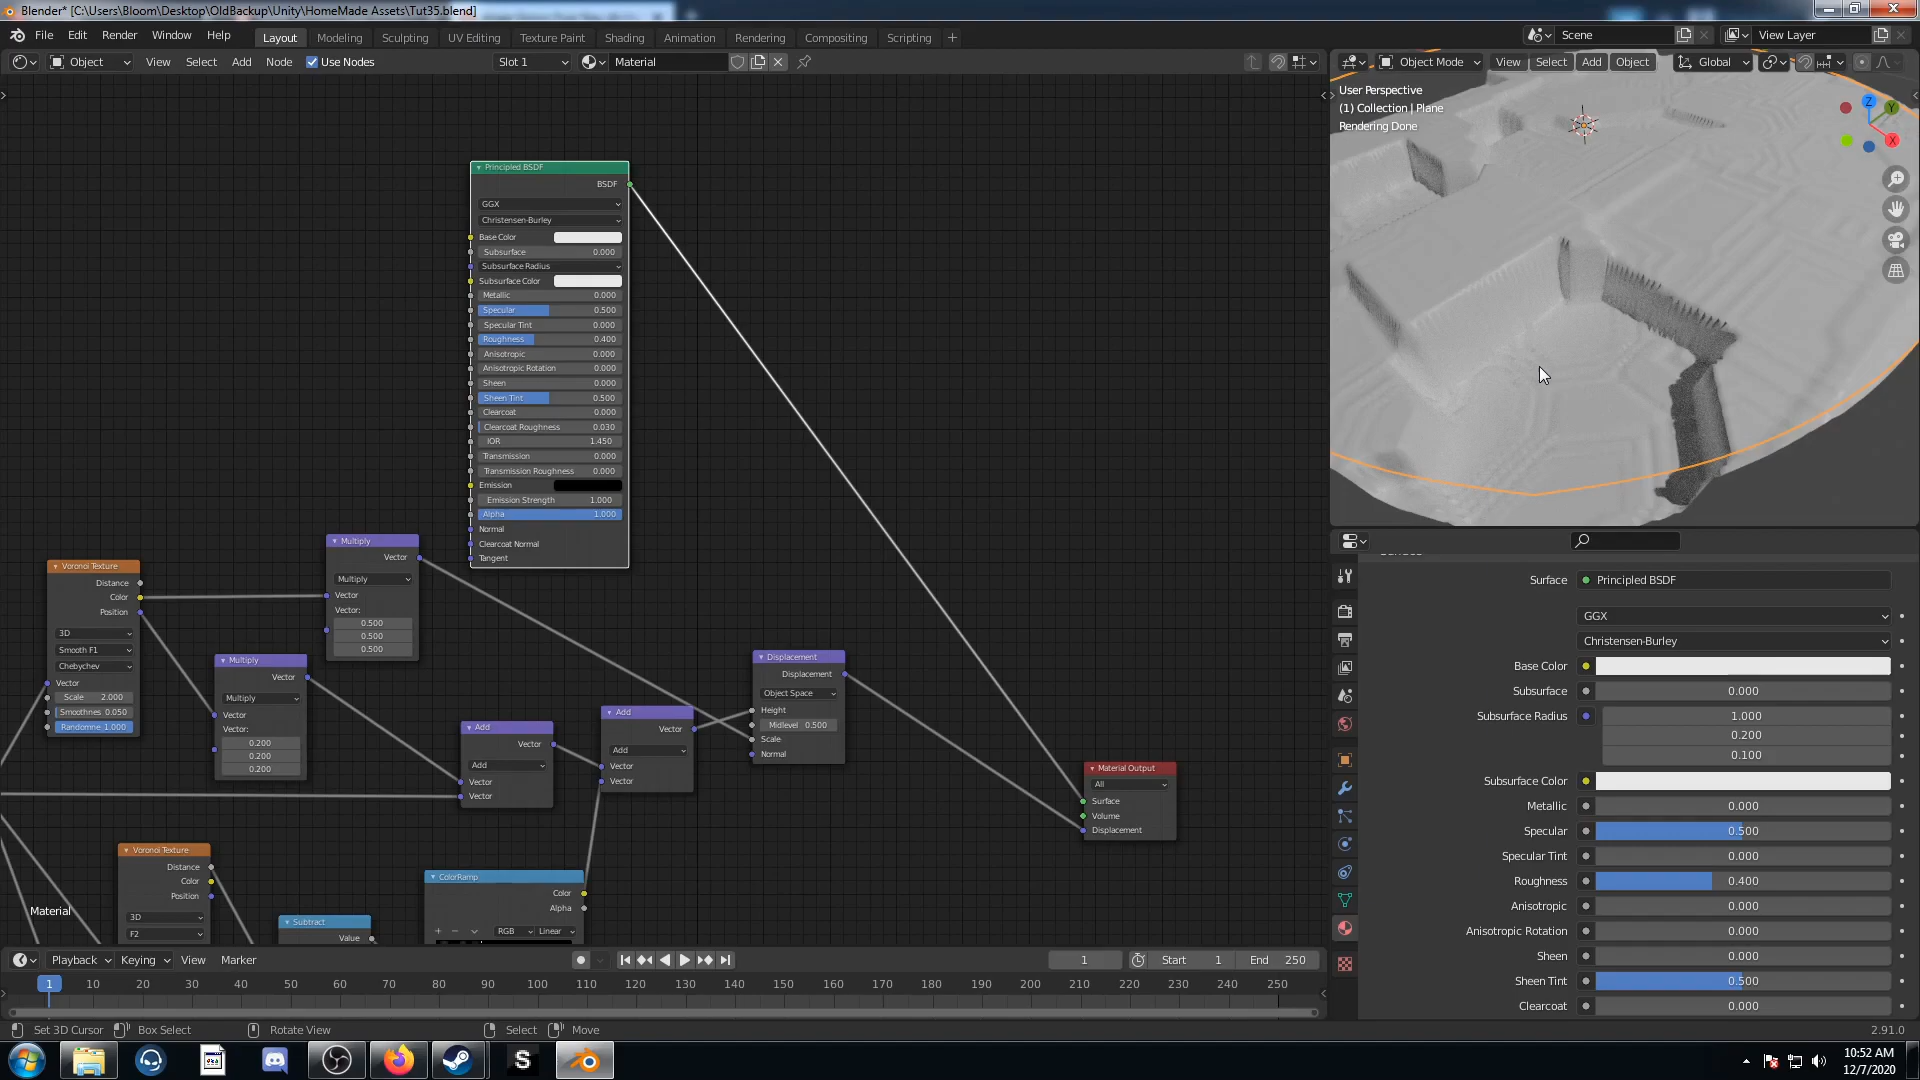 Blender* [C:\Users\Bloom\Desktop\OldBackup\Unity\HomeMade Assets\Tut35.blend]
File Edit Render Window Help Layout Modeling Sculpting UV Editing Texture Paint Shading Animation Rendering Compositing Scripting + Scene View Layer
Object View Select Add Node Use Nodes Slot 1 Material Object Mode View Select Add Object Global
User Perspective
(1) Collection | Plane
Rendering Done
Z Y X
Principled BSDF
BSDF
GGX
Christensen-Burley
Base Color
Subsurface 0.000
Subsurface Radius
Subsurface Color
Metallic 0.000
Specular 0.500
Specular Tint 0.000
Roughness 0.400
Anisotropic 0.000
Anisotropic Rotation 0.000
Sheen 0.000
Sheen Tint 0.500
Clearcoat 0.000
Clearcoat Roughness 0.030
IOR 1.450
Transmission 0.000
Transmission Roughness 0.000
Emission
Emission Strength 1.000
Alpha 1.000
Normal
Clearcoat Normal
Tangent
Multiply
Vector
Multiply
Vector
Vector:
0.500
0.500
0.500
Voronoi Texture
Distance
Color
Position
3D
Smooth F1
Chebychev
Vector
Scale 2.000
Smoothnes 0.050
Randomne 1.000
Multiply
Vector
Multiply
Vector
Vector:
0.200
0.200
0.200
Add
Vector
Add
Vector
Vector
Add
Vector
Add
Vector
Vector
Displacement
Displacement
Object Space
Height
Midlevel 0.500
Scale
Normal
Material Output
All
Surface
Volume
Displacement
Voronoi Texture
Distance
Color
Position
3D
F2
Subtract
Value
ColorRamp
Color
Alpha
+ − RGB Linear
Material
Surface Principled BSDF
GGX
Christensen-Burley
Base Color
Subsurface 0.000
Subsurface Radius 1.000
0.200
0.100
Subsurface Color
Metallic 0.000
Specular 0.500
Specular Tint 0.000
Roughness 0.400
Anisotropic 0.000
Anisotropic Rotation 0.000
Sheen 0.000
Sheen Tint 0.500
Clearcoat 0.000
Playback Keying View Marker 1 Start 1 End 250
1 10 20 30 40 50 60 70 80 90 100 110 120 130 140 150 160 170 180 190 200 210 220 230 240 250
Set 3D Cursor Box Select Rotate View Select Move 2.91.0
S
10:52 AM
12/7/2020